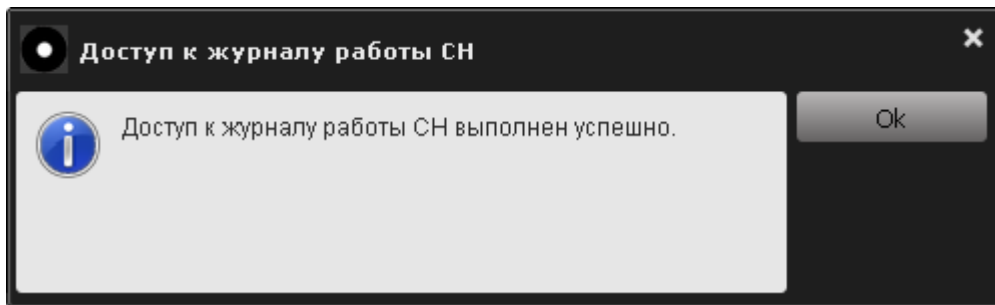 Доступ к журналу работы СН
Доступ к журналу работы СН выполнен успешно.
Ok